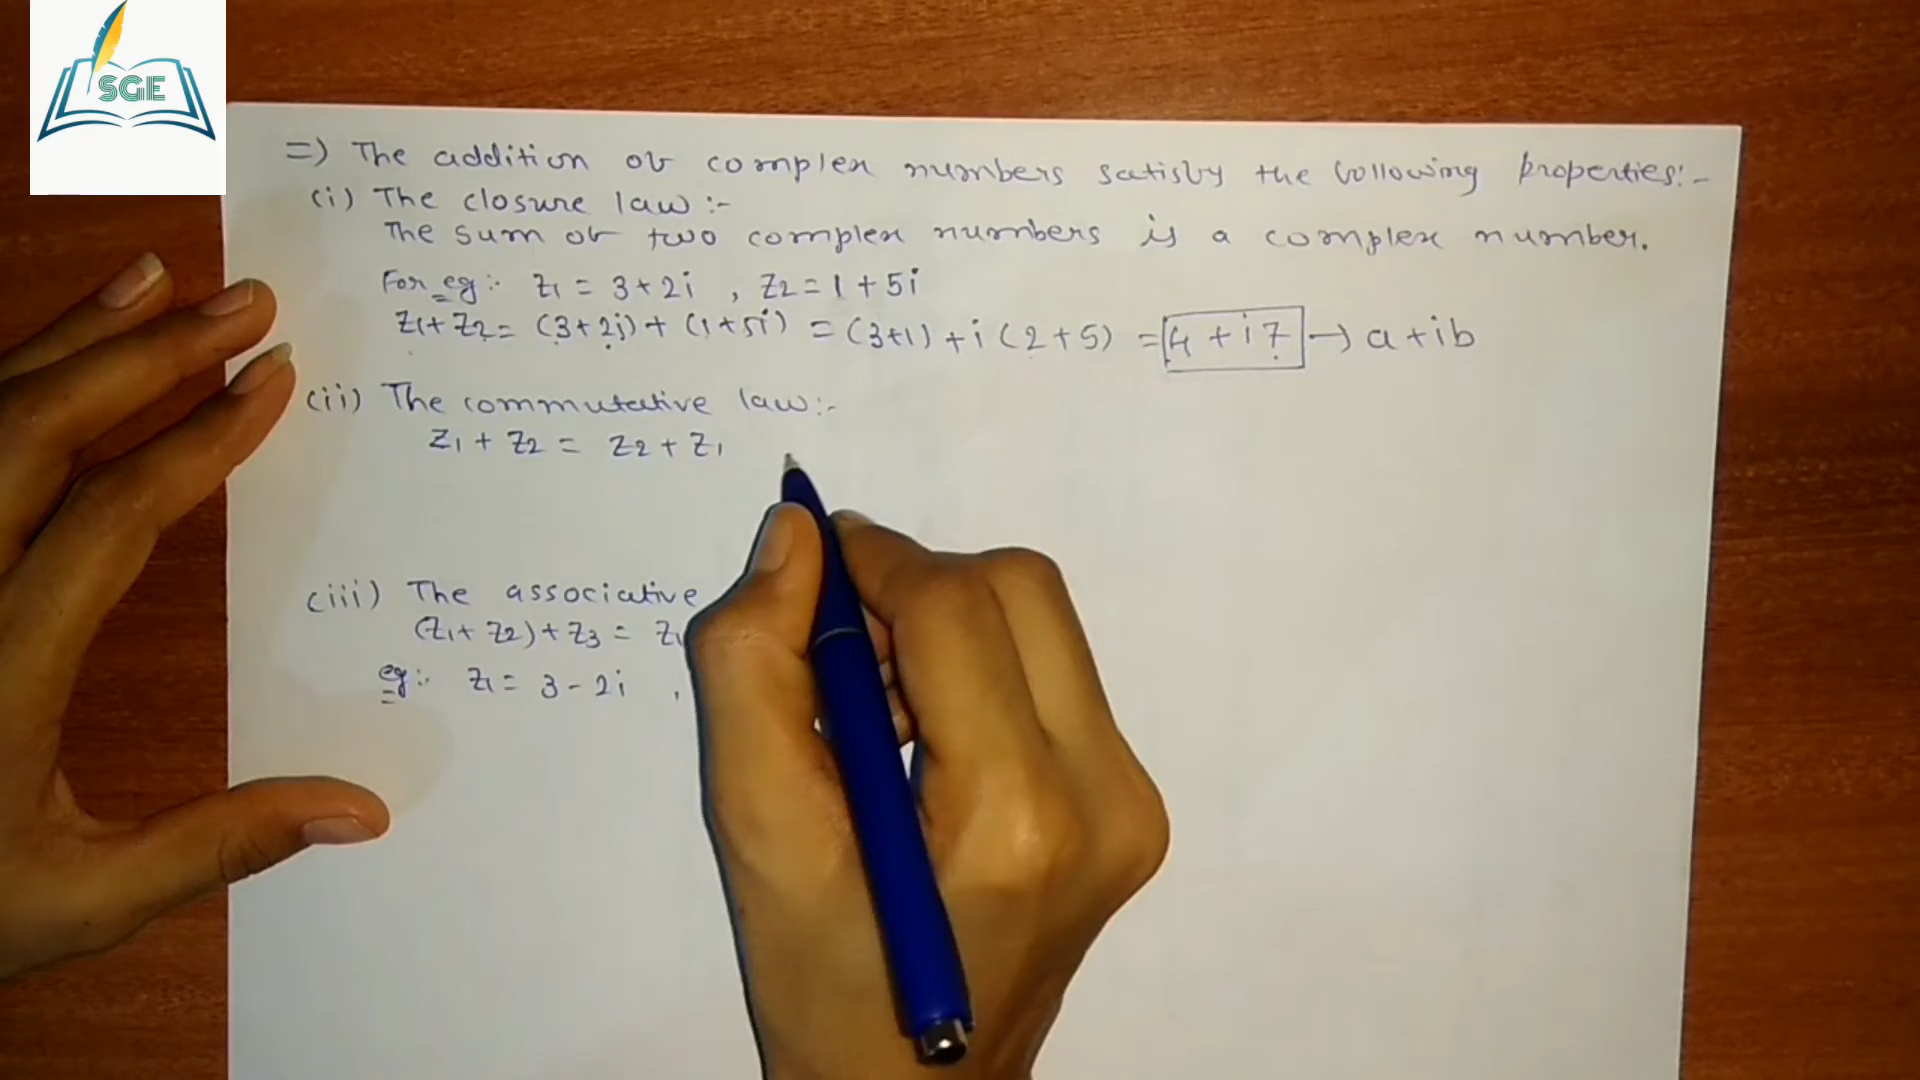 SGE
=) The addition of complex numbers satisfy the following properties:-
(i) The closure law :-
The sum of two complex numbers is a complex number.
For eg :- z1 = 3 + 2i , z2 = 1 + 5i
z1 + z2 = (3 + 2i) + (1 + 5i) = (3+1) + i (2 + 5) = 4 + i7 → a + ib
(ii) The commutative law :-
z1 + z2 = z2 + z1
(iii) The associative
(z1 + z2) + z3 = z1
eg :- z1 = 3 - 2i ,